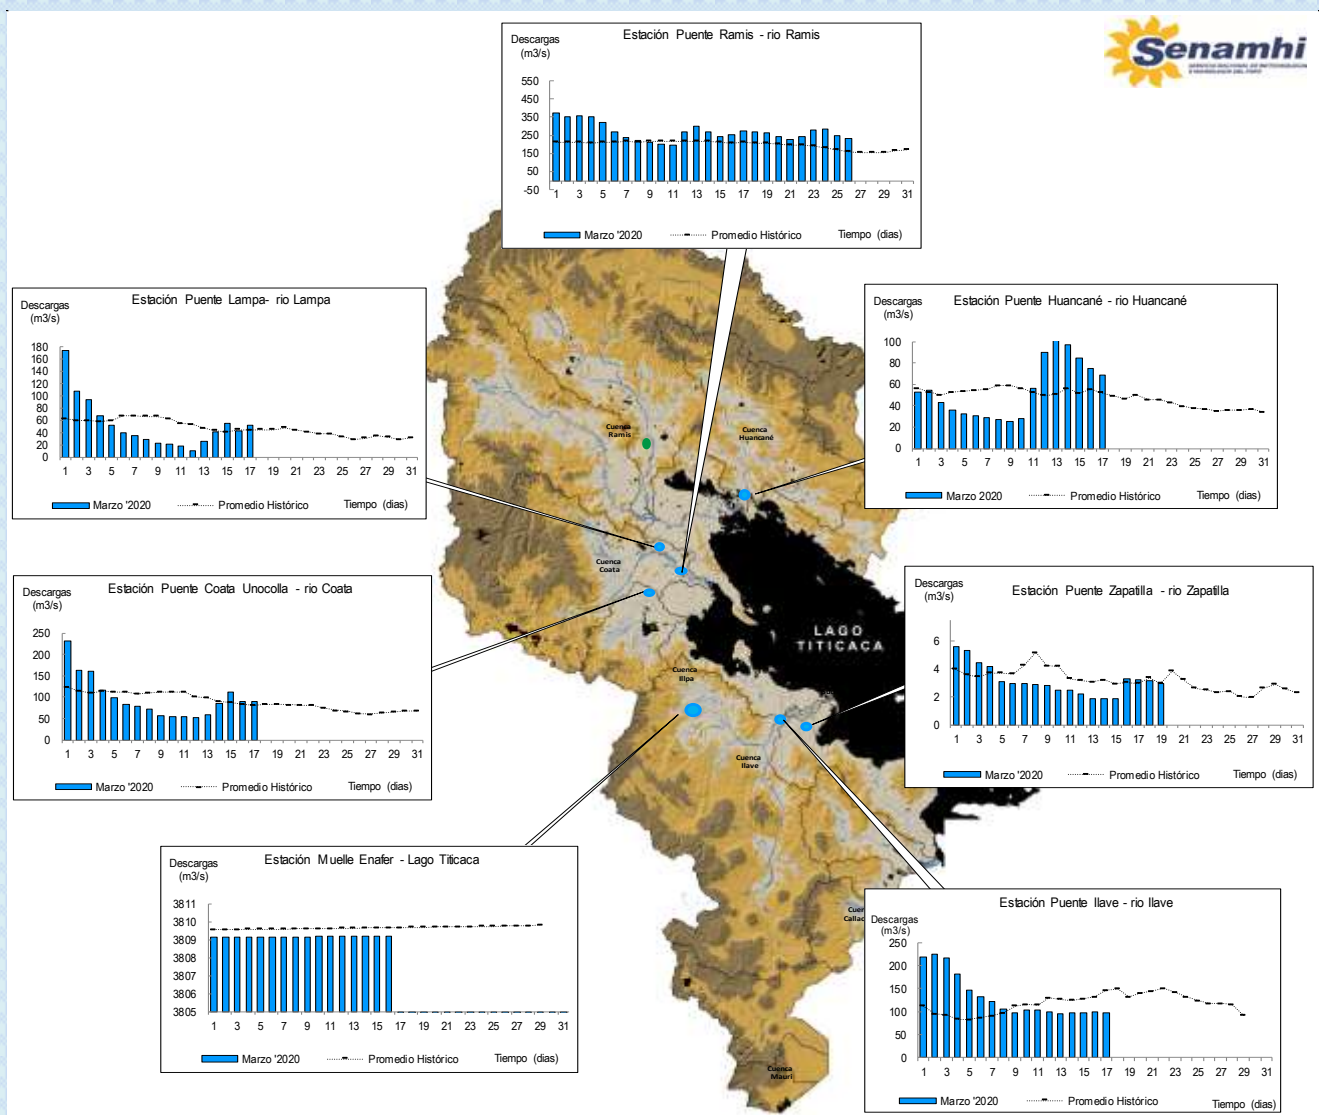 Senamhi
SERVICIO NACIONAL DE METEOROLOGIA
E HIDROLOGIA DEL PERU
Estación Puente Ramis - rio Ramis
Descargas
(m3/s)
550
450
350
250
150
50
-50
1 3 5 7 9 11 13 15 17 19 21 23 25 27 29 31
Marzo '2020 Promedio Histórico Tiempo (dias)
Estación Puente Lampa- rio Lampa
Descargas
(m3/s)
180
160
140
120
100
80
60
40
20
0
1 3 5 7 9 11 13 15 17 19 21 23 25 27 29 31
Marzo '2020 Promedio Histórico Tiempo (dias)
Estación Puente Huancané - rio Huancané
Descargas
(m3/s)
100
80
60
40
20
0
1 3 5 7 9 11 13 15 17 19 21 23 25 27 29 31
Marzo 2020 Promedio Histórico Tiempo (dias)
Cuenca
Ramis
Cuenca
Huancané
Cuenca
Coata
LAGO
TITICACA
Cuenca
Illpa
Cuenca
Ilave
Cuenca
Mauri
Estación Puente Coata Unocolla - rio Coata
Descargas
(m3/s)
250
200
150
100
50
0
1 3 5 7 9 11 13 15 17 19 21 23 25 27 29 31
Marzo '2020 Promedio Histórico Tiempo (dias)
Estación Puente Zapatilla - rio Zapatilla
Descargas
(m3/s)
6
4
2
0
1 3 5 7 9 11 13 15 17 19 21 23 25 27 29 31
Marzo '2020 Promedio Histórico Tiempo (dias)
Estación Muelle Enafer - Lago Titicaca
Descargas
(m3/s)
3811
3810
3809
3808
3807
3806
3805
1 3 5 7 9 11 13 15 17 19 21 23 25 27 29 31
Marzo '2020 Promedio Histórico Tiempo (dias)
Estación Puente Ilave - rio Ilave
Descargas
(m3/s)
250
200
150
100
50
0
1 3 5 7 9 11 13 15 17 19 21 23 25 27 29 31
Marzo '2020 Promedio Histórico Tiempo (dias)